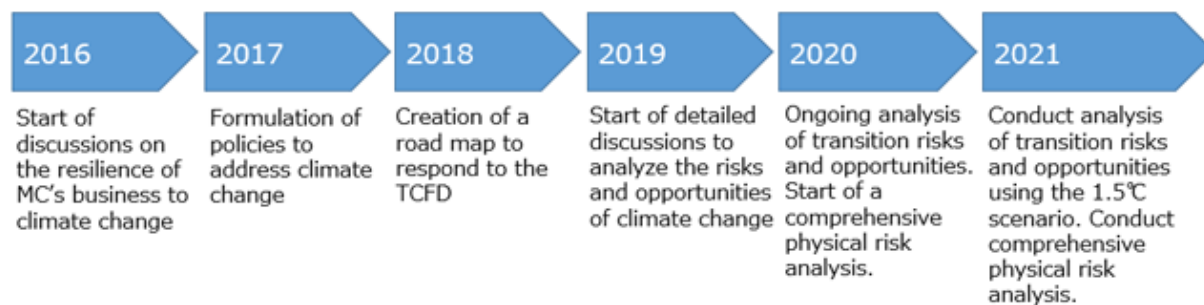 2016
Start of
discussions on
the resilience of
MC's business to
climate change
2017
Formulation of
policies to
address climate
change
2018
Creation of a
road map to
respond to the
TCFD
2019
Start of detailed
discussions to
analyze the risks
and opportunities
of climate change
2020
Ongoing analysis
of transition risks
and opportunities.
Start of a
comprehensive
physical risk
analysis.
2021
Conduct analysis
of transition risks
and opportunities
using the 1.5℃
scenario. Conduct
comprehensive
physical risk
analysis.